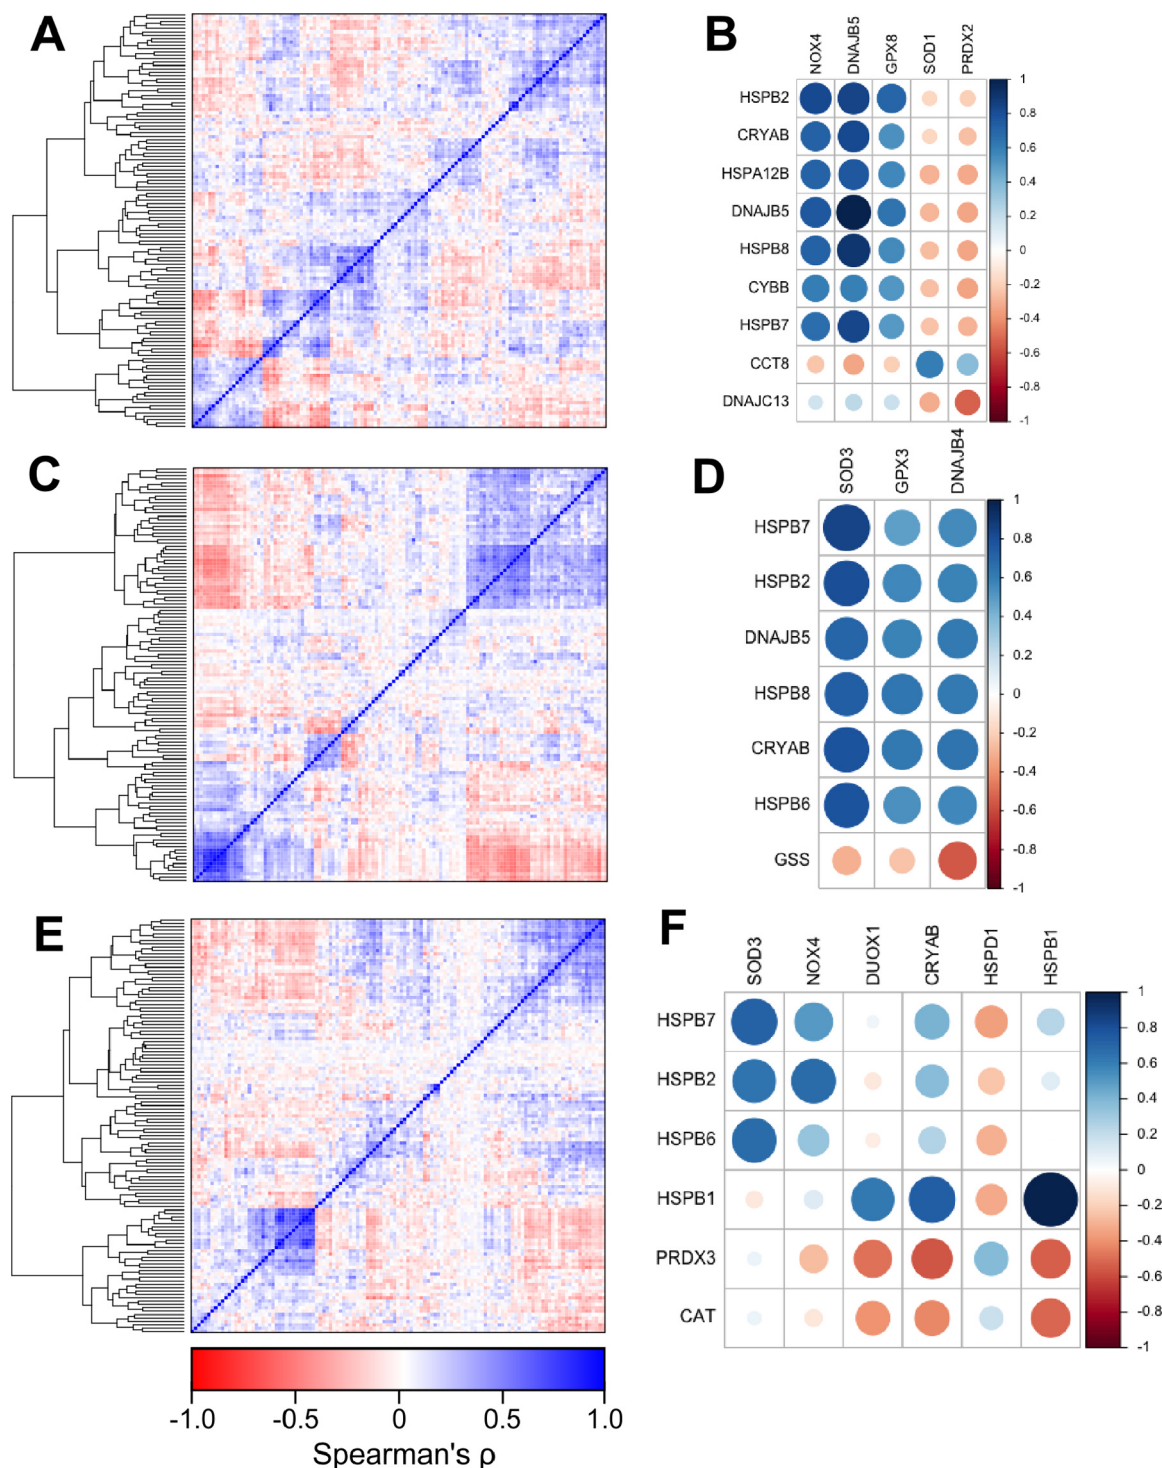 A
B
NOX4 DNAJB5 GPX8 SOD1 PRDX2
HSPB2
CRYAB
HSPA12B
DNAJB5
HSPB8
CYBB
HSPB7
CCT8
DNAJC13
1
0.8
0.6
0.4
0.2
0
-0.2
-0.4
-0.6
-0.8
-1
C
D
SOD3 GPX3 DNAJB4
HSPB7
HSPB2
DNAJB5
HSPB8
CRYAB
HSPB6
GSS
1
0.8
0.6
0.4
0.2
0
-0.2
-0.4
-0.6
-0.8
-1
E
F
SOD3 NOX4 DUOX1 CRYAB HSPD1 HSPB1
HSPB7
HSPB2
HSPB6
HSPB1
PRDX3
CAT
1
0.8
0.6
0.4
0.2
0
-0.2
-0.4
-0.6
-0.8
-1
-1.0 -0.5 0 0.5 1.0
Spearman's ρ